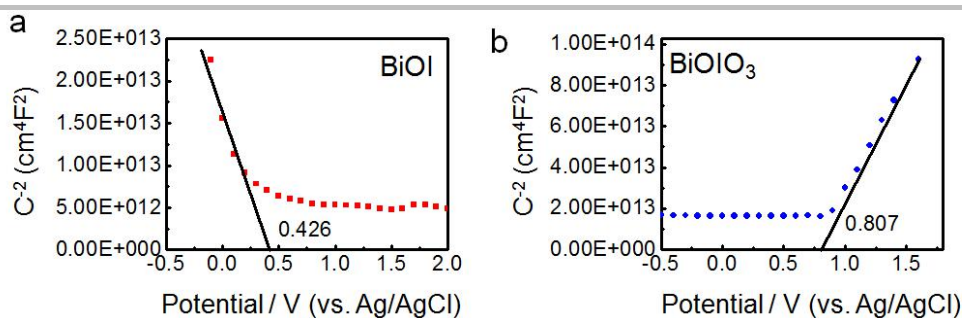 a
2.50E+013
2.00E+013
1.50E+013
1.00E+013
5.00E+012
0.00E+000
C⁻² (cm⁴F²)
BiOI
0.426
-0.5 0.0 0.5 1.0 1.5 2.0
Potential / V (vs. Ag/AgCl)
b
1.00E+014
8.00E+013
6.00E+013
4.00E+013
2.00E+013
0.00E+000
C⁻² (cm⁴F²)
BiOIO₃
0.807
-0.5 0.0 0.5 1.0 1.5
Potential / V (vs. Ag/AgCl)